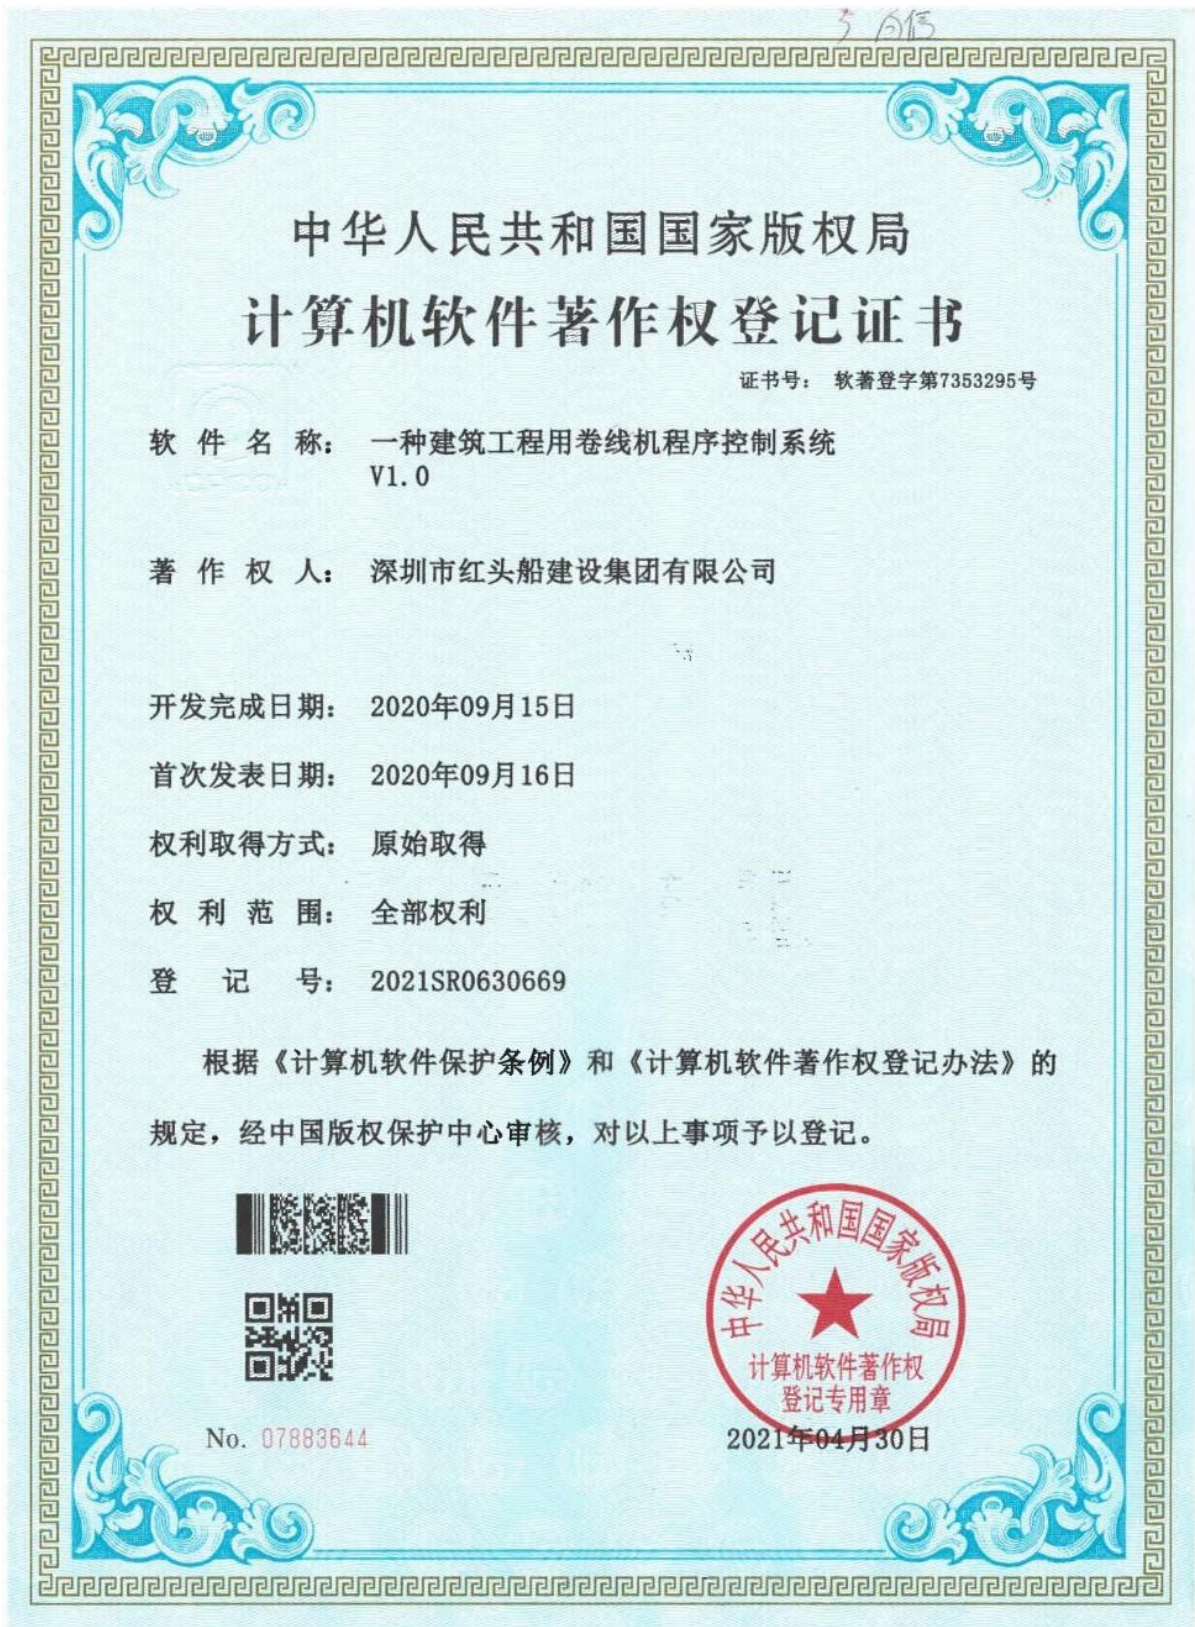 中华人民共和国国家版权局
计算机软件著作权登记证书
证书号： 软著登字第7353295号
软件名称： 一种建筑工程用卷线机程序控制系统
V1.0
著作权人： 深圳市红头船建设集团有限公司
开发完成日期： 2020年09月15日
首次发表日期： 2020年09月16日
权利取得方式： 原始取得
权利范围： 全部权利
登记号： 2021SR0630669
根据《计算机软件保护条例》和《计算机软件著作权登记办法》的
规定，经中国版权保护中心审核，对以上事项予以登记。
中华人民共和国国家版权局
计算机软件著作权
登记专用章
No. 07883644
2021年04月30日